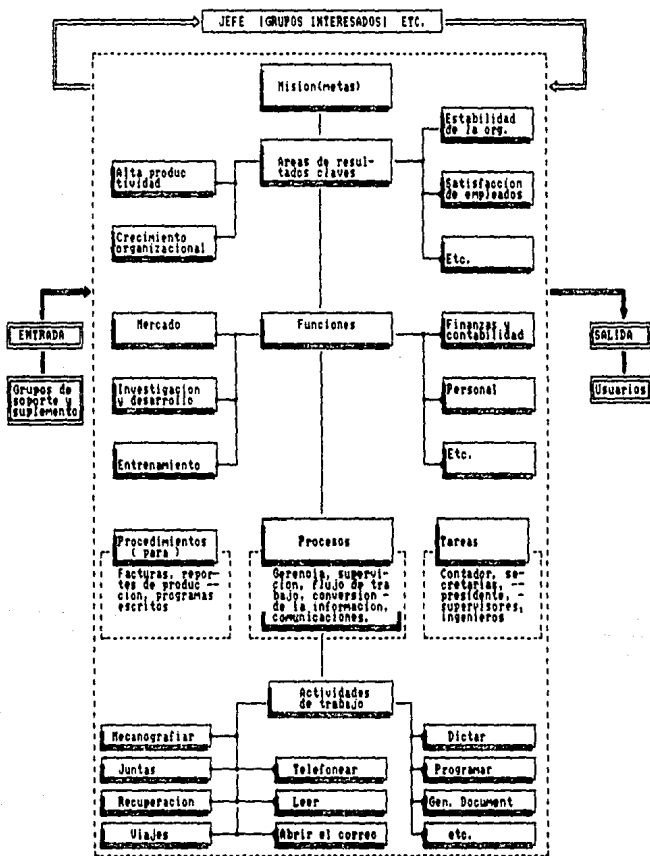 JEFE |GRUPOS INTERESADOS| ETC.
Mision(metas)
Estabilidad
de la org.
Areas de resul-
tados claves
Alta produc
tividad
Satisfaccion
de empleados
Crecimiento
organizacional
Etc.
ENTRADA
Grupos de
soporte y
suplemento
Mercado
Funciones
Finanzas y
contabilidad
SALIDA
Usuarios
Investigacion
y desarrollo
Personal
Entrenamiento
Etc.
Procedimientos
( para )
Facturas, repor-
tes de produc --
cion, programas
escritos
Procesos
Gerencia, supervi-
cion, flujo de tra
bajo, conversion -
de la informacion,
comunicaciones.
Tareas
Contador, se-
cretarias, --
presidente, -
supervisores,
ingenieros
Actividades
de trabajo
Mecanografiar
Dictar
Juntas
Telefonear
Programar
Recuperacion
Leer
Gen. Document
Viajes
Abrir el correo
etc.